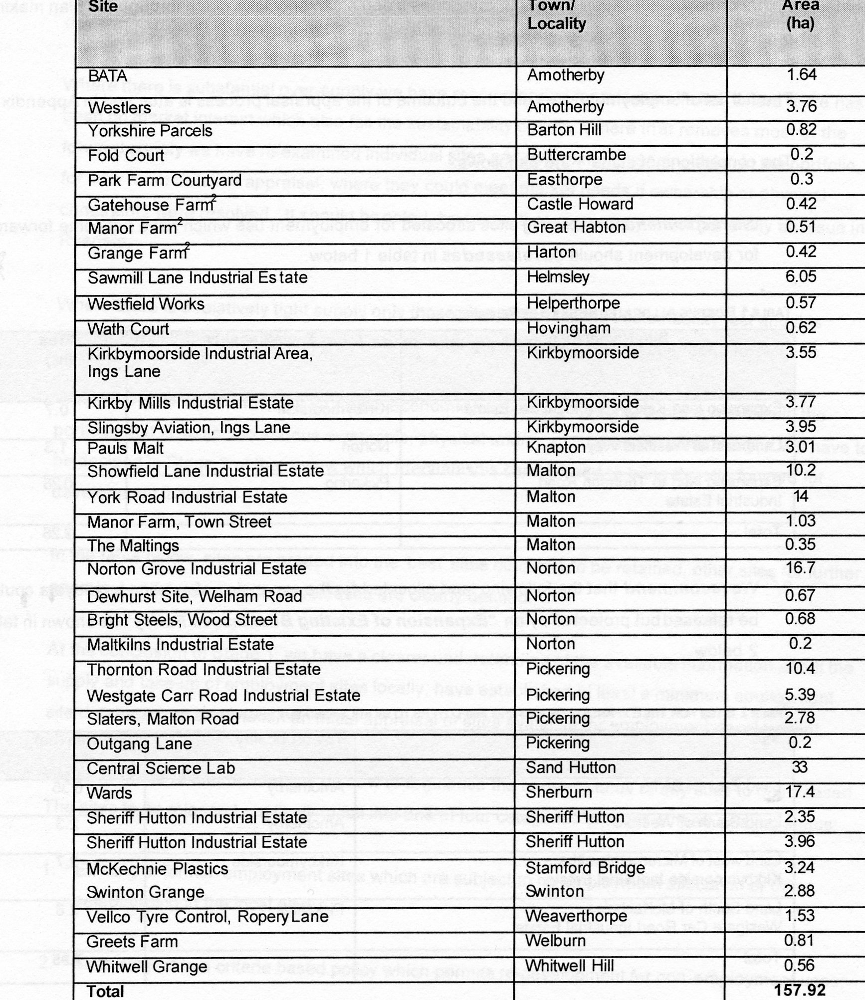 Site Town/ Area
Locality (ha)
BATA Amotherby 1.64
Westlers Amotherby 3.76
Yorkshire Parcels Barton Hill 0.82
Fold Court Buttercrambe 0.2
Park Farm Courtyard Easthorpe 0.3
Gatehouse Farm² Castle Howard 0.42
Manor Farm² Great Habton 0.51
Grange Farm² Harton 0.42
Sawmill Lane Industrial Estate Helmsley 6.05
Westfield Works Helperthorpe 0.57
Wath Court Hovingham 0.62
Kirkbymoorside Industrial Area, Kirkbymoorside 3.55
Ings Lane
Kirkby Mills Industrial Estate Kirkbymoorside 3.77
Slingsby Aviation, Ings Lane Kirkbymoorside 3.95
Pauls Malt Knapton 3.01
Showfield Lane Industrial Estate Malton 10.2
York Road Industrial Estate Malton 14
Manor Farm, Town Street Malton 1.03
The Maltings Malton 0.35
Norton Grove Industrial Estate Norton 16.7
Dewhurst Site, Welham Road Norton 0.67
Bright Steels, Wood Street Norton 0.68
Maltkilns Industrial Estate Norton 0.2
Thornton Road Industrial Estate Pickering 10.4
Westgate Carr Road Industrial Estate Pickering 5.39
Slaters, Malton Road Pickering 2.78
Outgang Lane Pickering 0.2
Central Science Lab Sand Hutton 33
Wards Sherburn 17.4
Sheriff Hutton Industrial Estate Sheriff Hutton 2.35
Sheriff Hutton Industrial Estate Sheriff Hutton 3.96
McKechnie Plastics Stamford Bridge 3.24
Swinton Grange Swinton 2.88
Vellco Tyre Control, Ropery Lane Weaverthorpe 1.53
Greets Farm Welburn 0.81
Whitwell Grange Whitwell Hill 0.56
Total 157.92